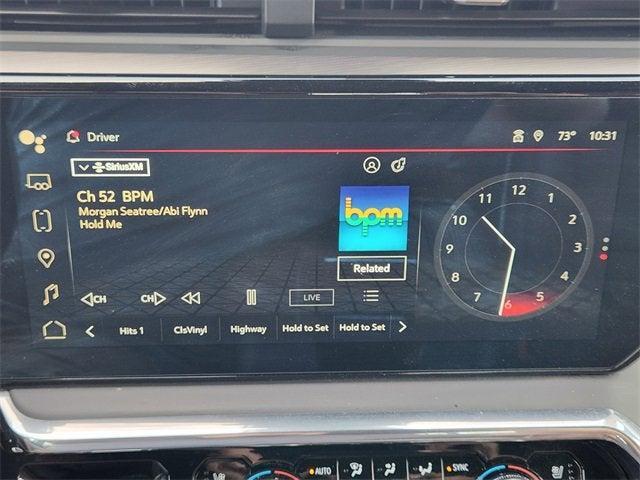 Driver
73° 10:31
SiriusXM
Ch 52 BPM
Morgan Seatree/Abi Flynn
Hold Me
bpm
Related
CH CH LIVE
Hits 1 ClsVinyl Highway Hold to Set Hold to Set
12
1
2
3
4
5
6
7
8
9
10
11
AUTO SYNC